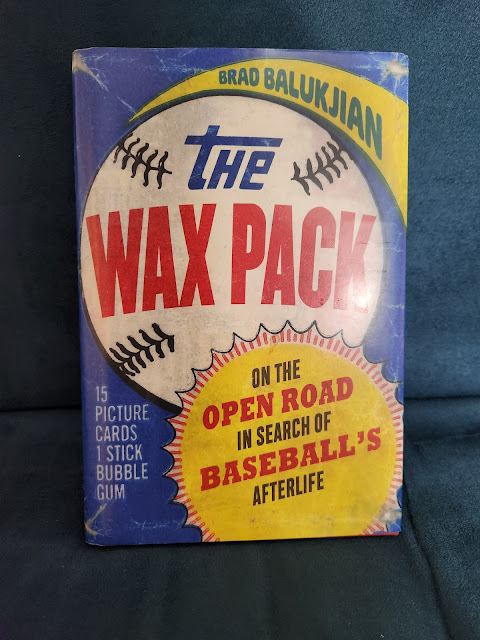 BRAD BALUKJIAN
THE
WAX PACK
ON THE
OPEN ROAD
IN SEARCH OF
BASEBALL'S
AFTERLIFE
15
PICTURE
CARDS
1 STICK
BUBBLE
GUM